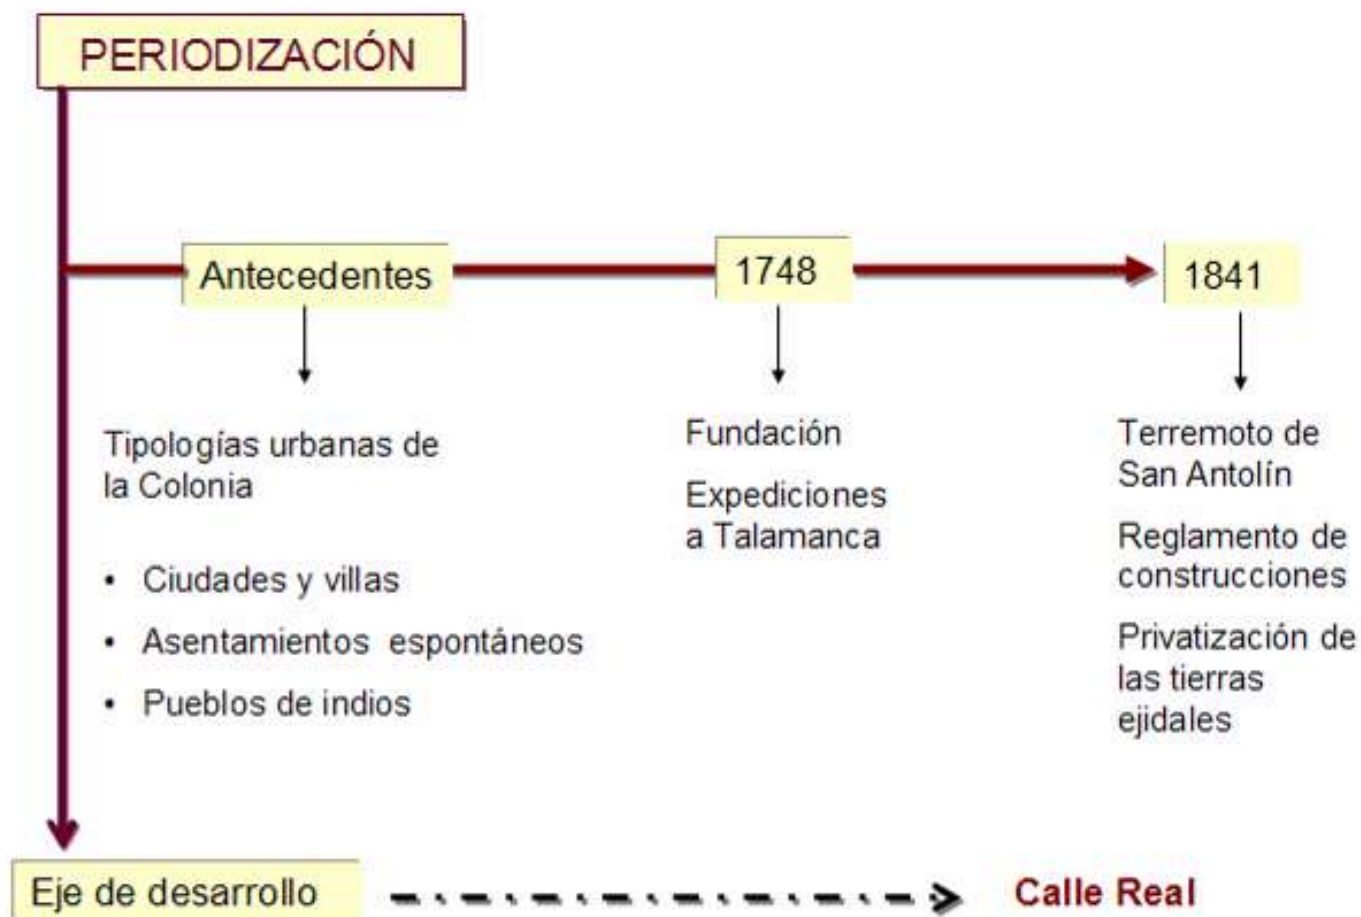 PERIODIZACIÓN
Antecedentes
1748
1841
Tipologías urbanas de
la Colonia
• Ciudades y villas
• Asentamientos espontáneos
• Pueblos de indios
Fundación
Expediciones
a Talamanca
Terremoto de
San Antolín
Reglamento de
construcciones
Privatización de
las tierras
ejidales
Eje de desarrollo
Calle Real